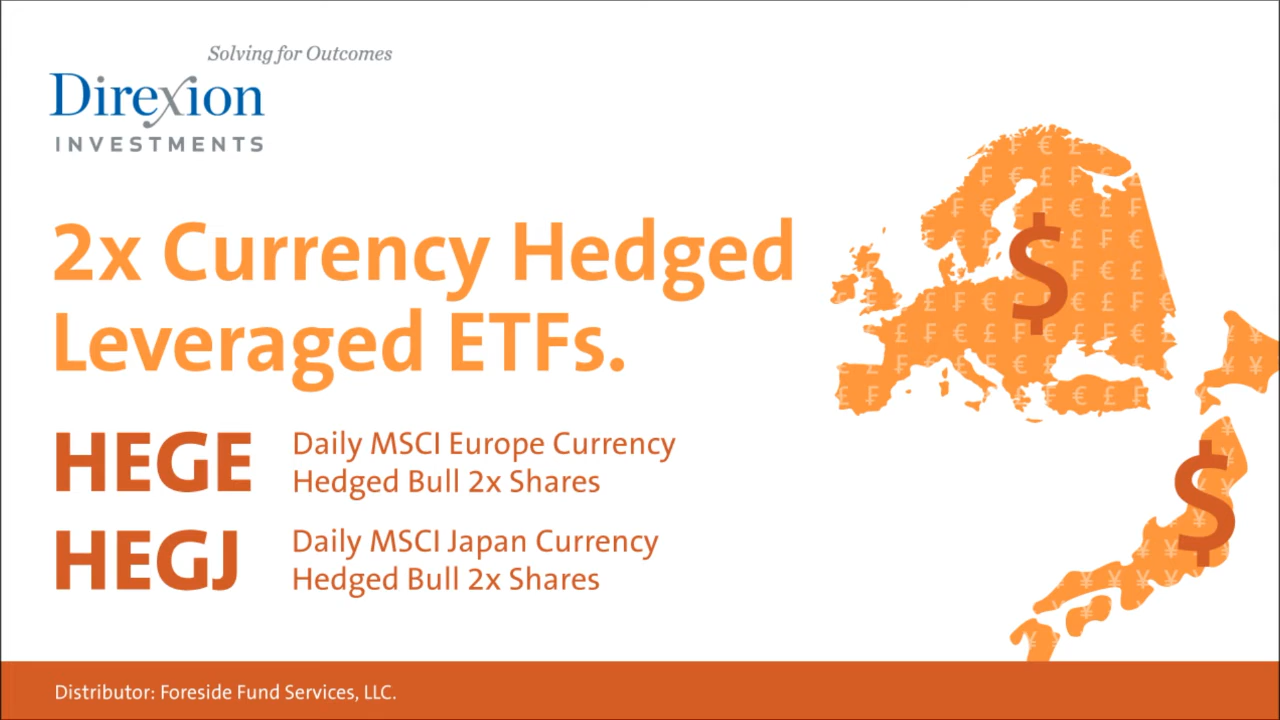 Solving for Outcomes
Direxion
INVESTMENTS
2x Currency Hedged
Leveraged ETFs.
HEGE
Daily MSCI Europe Currency
Hedged Bull 2x Shares
HEGJ
Daily MSCI Japan Currency
Hedged Bull 2x Shares
$
$
Distributor: Foreside Fund Services, LLC.